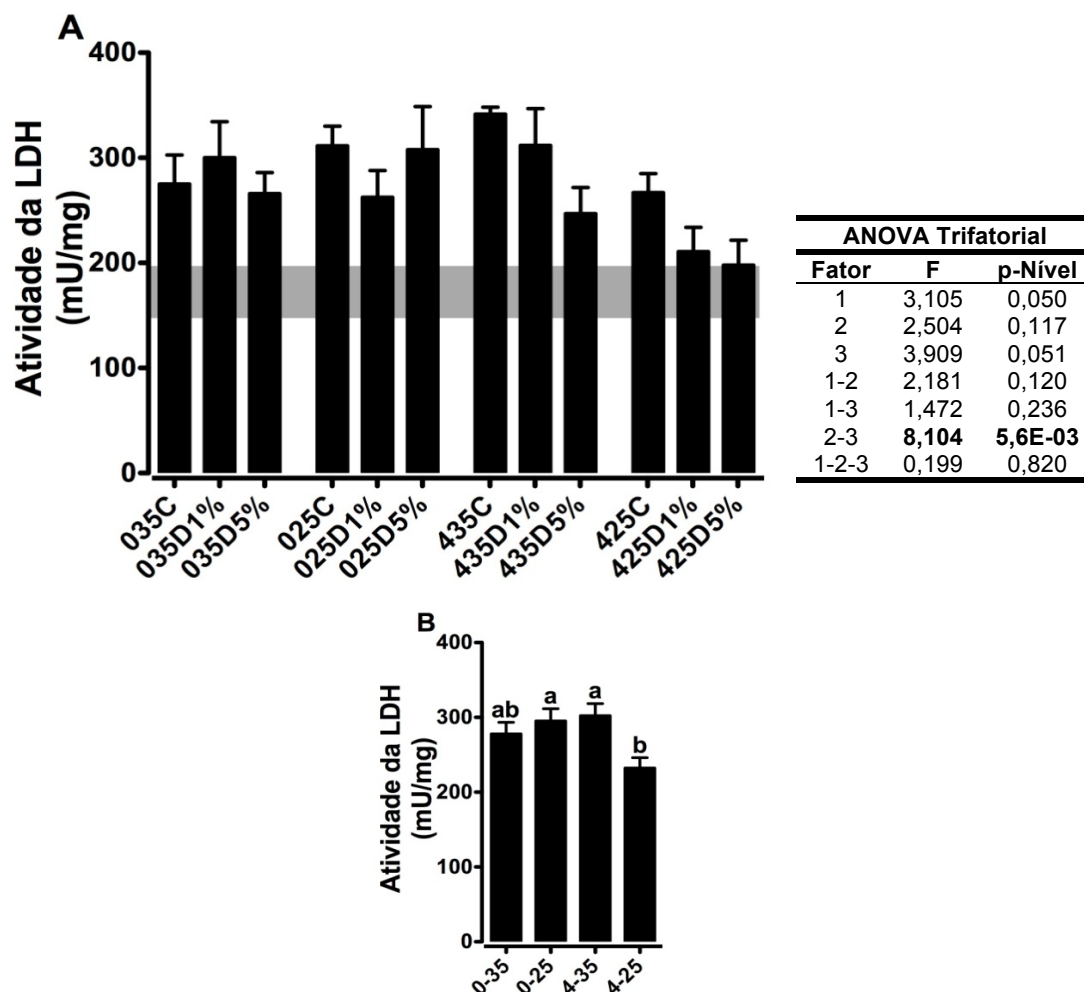 A
Atividade da LDH
(mU/mg)
400
300
200
100
0
035C
035D1%
035D5%
025C
025D1%
025D5%
435C
435D1%
435D5%
425C
425D1%
425D5%
ANOVA Trifatorial
Fator F p-Nível
1 3,105 0,050
2 2,504 0,117
3 3,909 0,051
1-2 2,181 0,120
1-3 1,472 0,236
2-3 8,104 5,6E-03
1-2-3 0,199 0,820
B
Atividade da LDH
(mU/mg)
400
300
200
100
0
ab
a
a
b
0-35
0-25
4-35
4-25